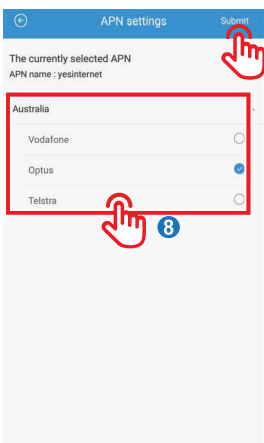 APN settings Submit
The currently selected APN
APN name : yesinternet
Australia
Vodafone
Optus
Telstra
8